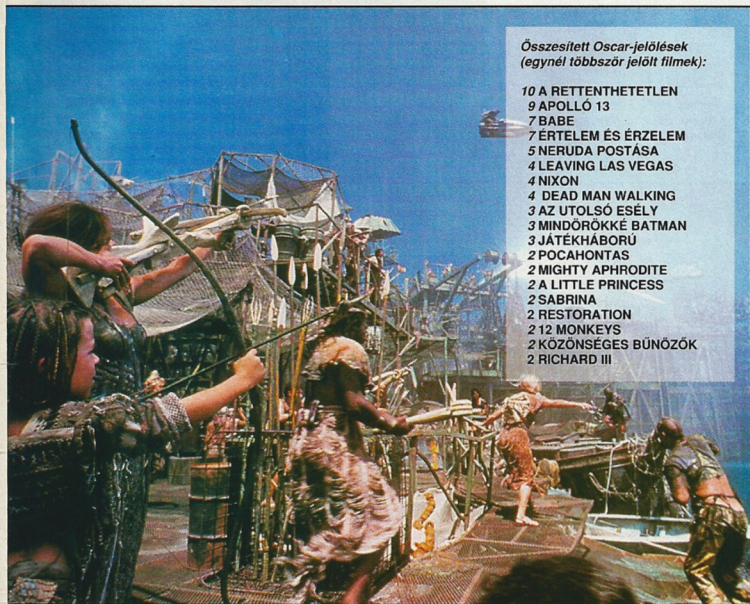 Összesített Oscar-jelölések
(egynél többször jelölt filmek):
10 A RETTENTHETETLEN
9 APOLLÓ 13
7 BABE
7 ÉRTELEM ÉS ÉRZELEM
5 NERUDA POSTÁSA
4 LEAVING LAS VEGAS
4 NIXON
4 DEAD MAN WALKING
3 AZ UTOLSÓ ESÉLY
3 MINDÖRÖKKÉ BATMAN
3 JÁTÉKHÁBORÚ
2 POCAHONTAS
2 MIGHTY APHRODITE
2 A LITTLE PRINCESS
2 SABRINA
2 RESTORATION
2 12 MONKEYS
2 KÖZÖNSÉGES BŰNÖZŐK
2 RICHARD III